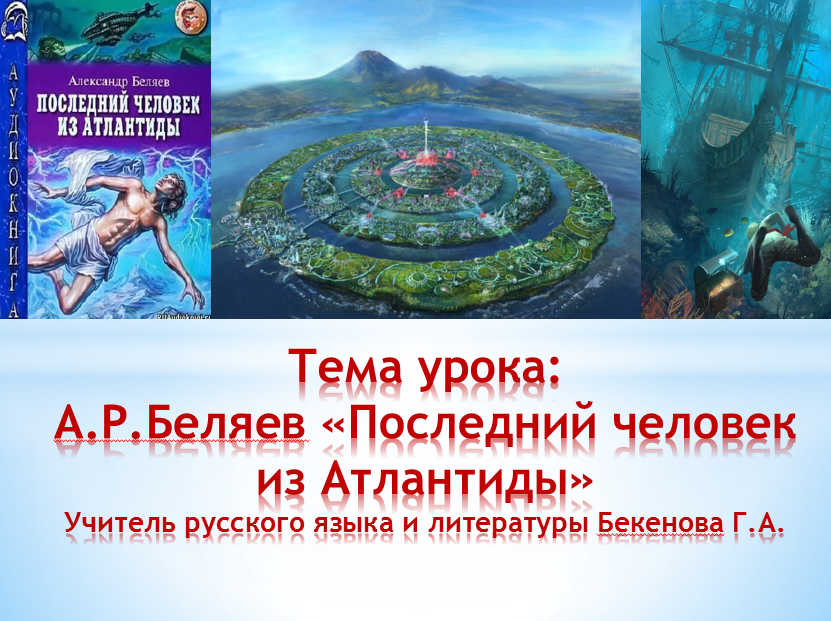 АУДИОКНИГА
Александр Беляев
ПОСЛЕДНИЙ ЧЕЛОВЕК
ИЗ АТЛАНТИДЫ
Тема урока:
А.Р.Беляев «Последний человек
из Атлантиды»
Учитель русского языка и литературы Бекенова Г.А.